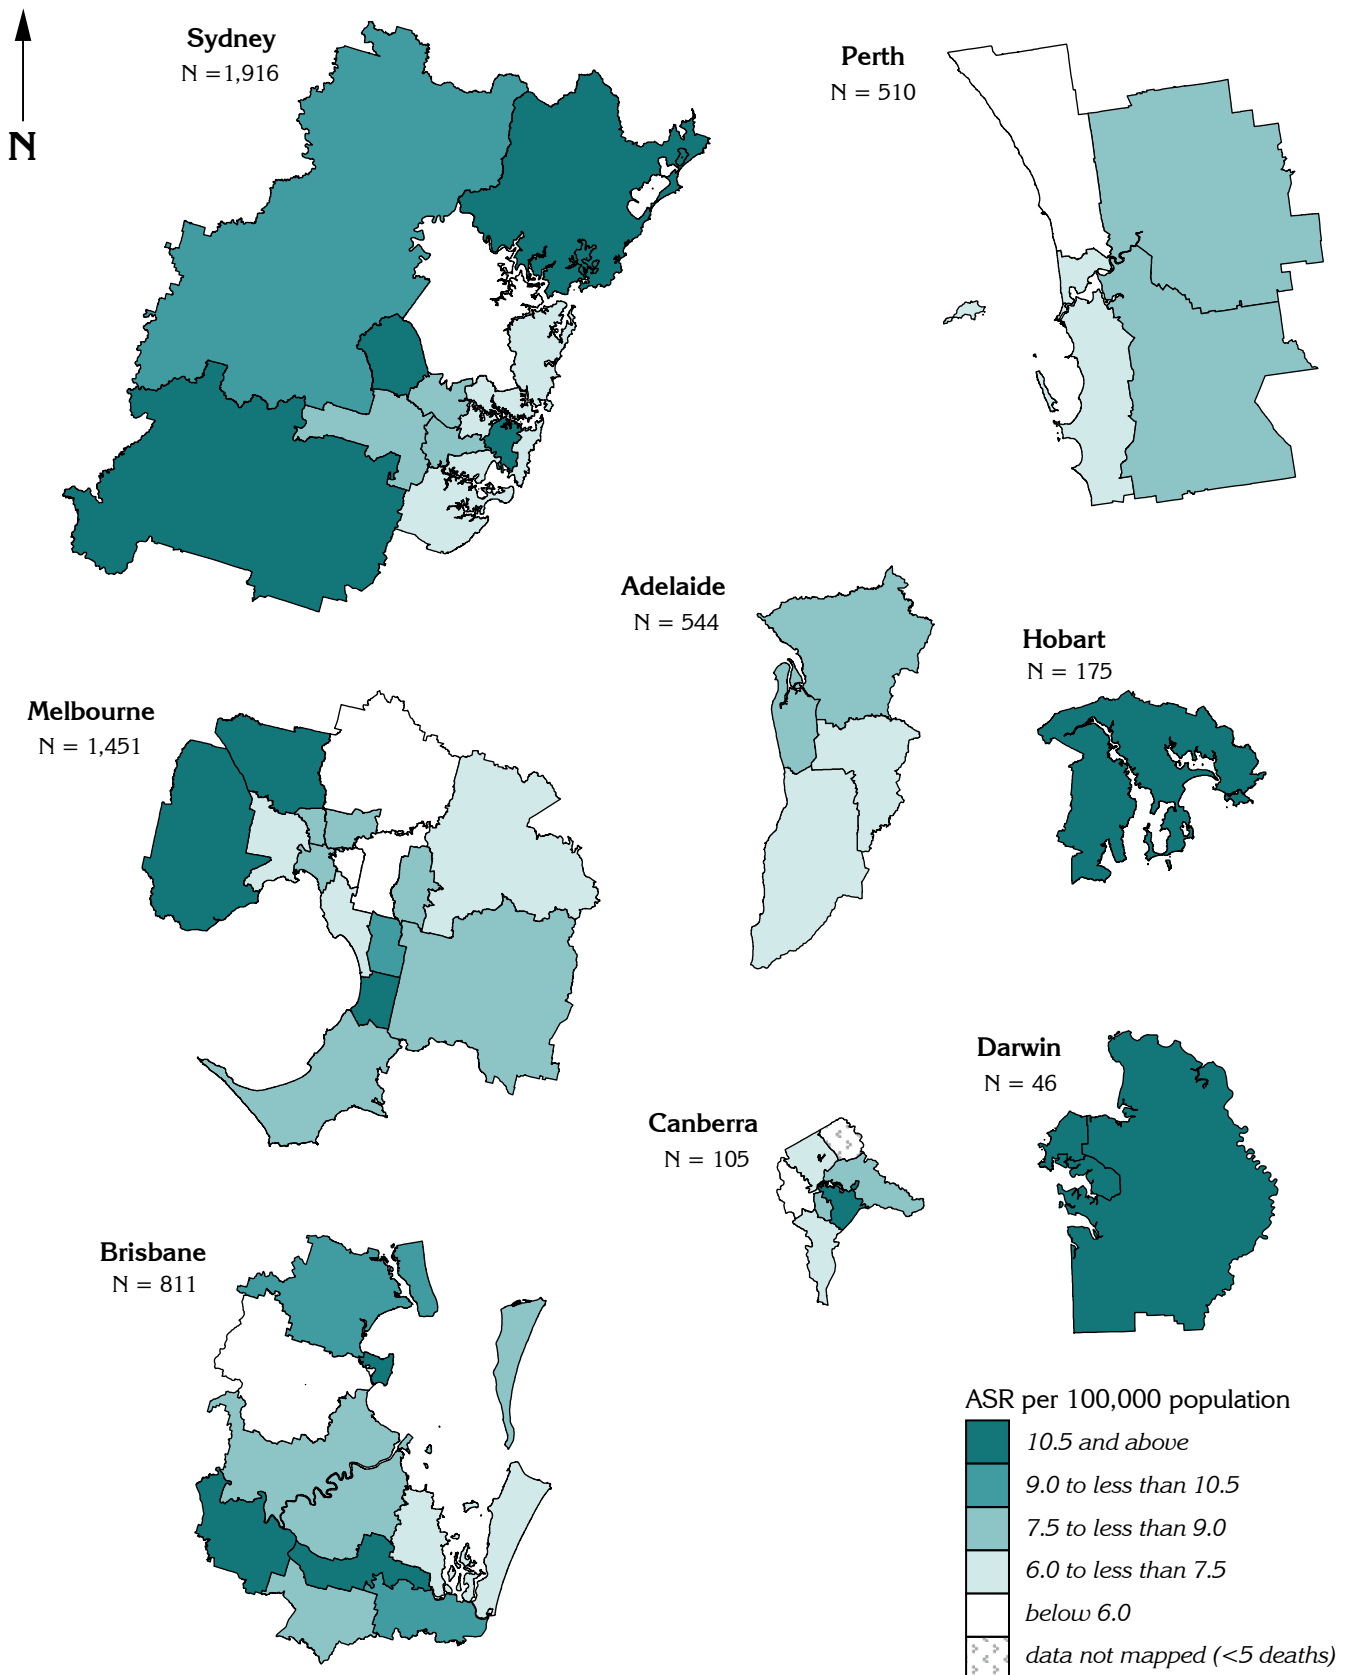 Sydney
N =1,916
Perth
N = 510
N
Adelaide
N = 544
Hobart
N = 175
Melbourne
N = 1,451
Darwin
N = 46
Canberra
N = 105
Brisbane
N = 811
ASR per 100,000 population
10.5 and above
9.0 to less than 10.5
7.5 to less than 9.0
6.0 to less than 7.5
below 6.0
data not mapped (<5 deaths)